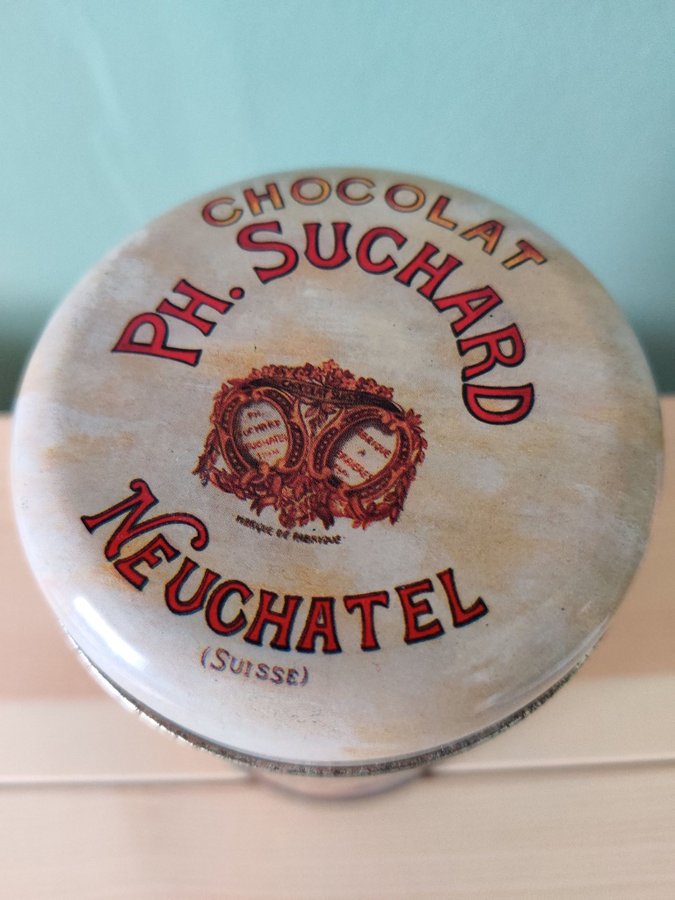 CHOCOLAT
PH. SUCHARD
MARQUE DE FABRIQUE
NEUCHATEL
(SUISSE)